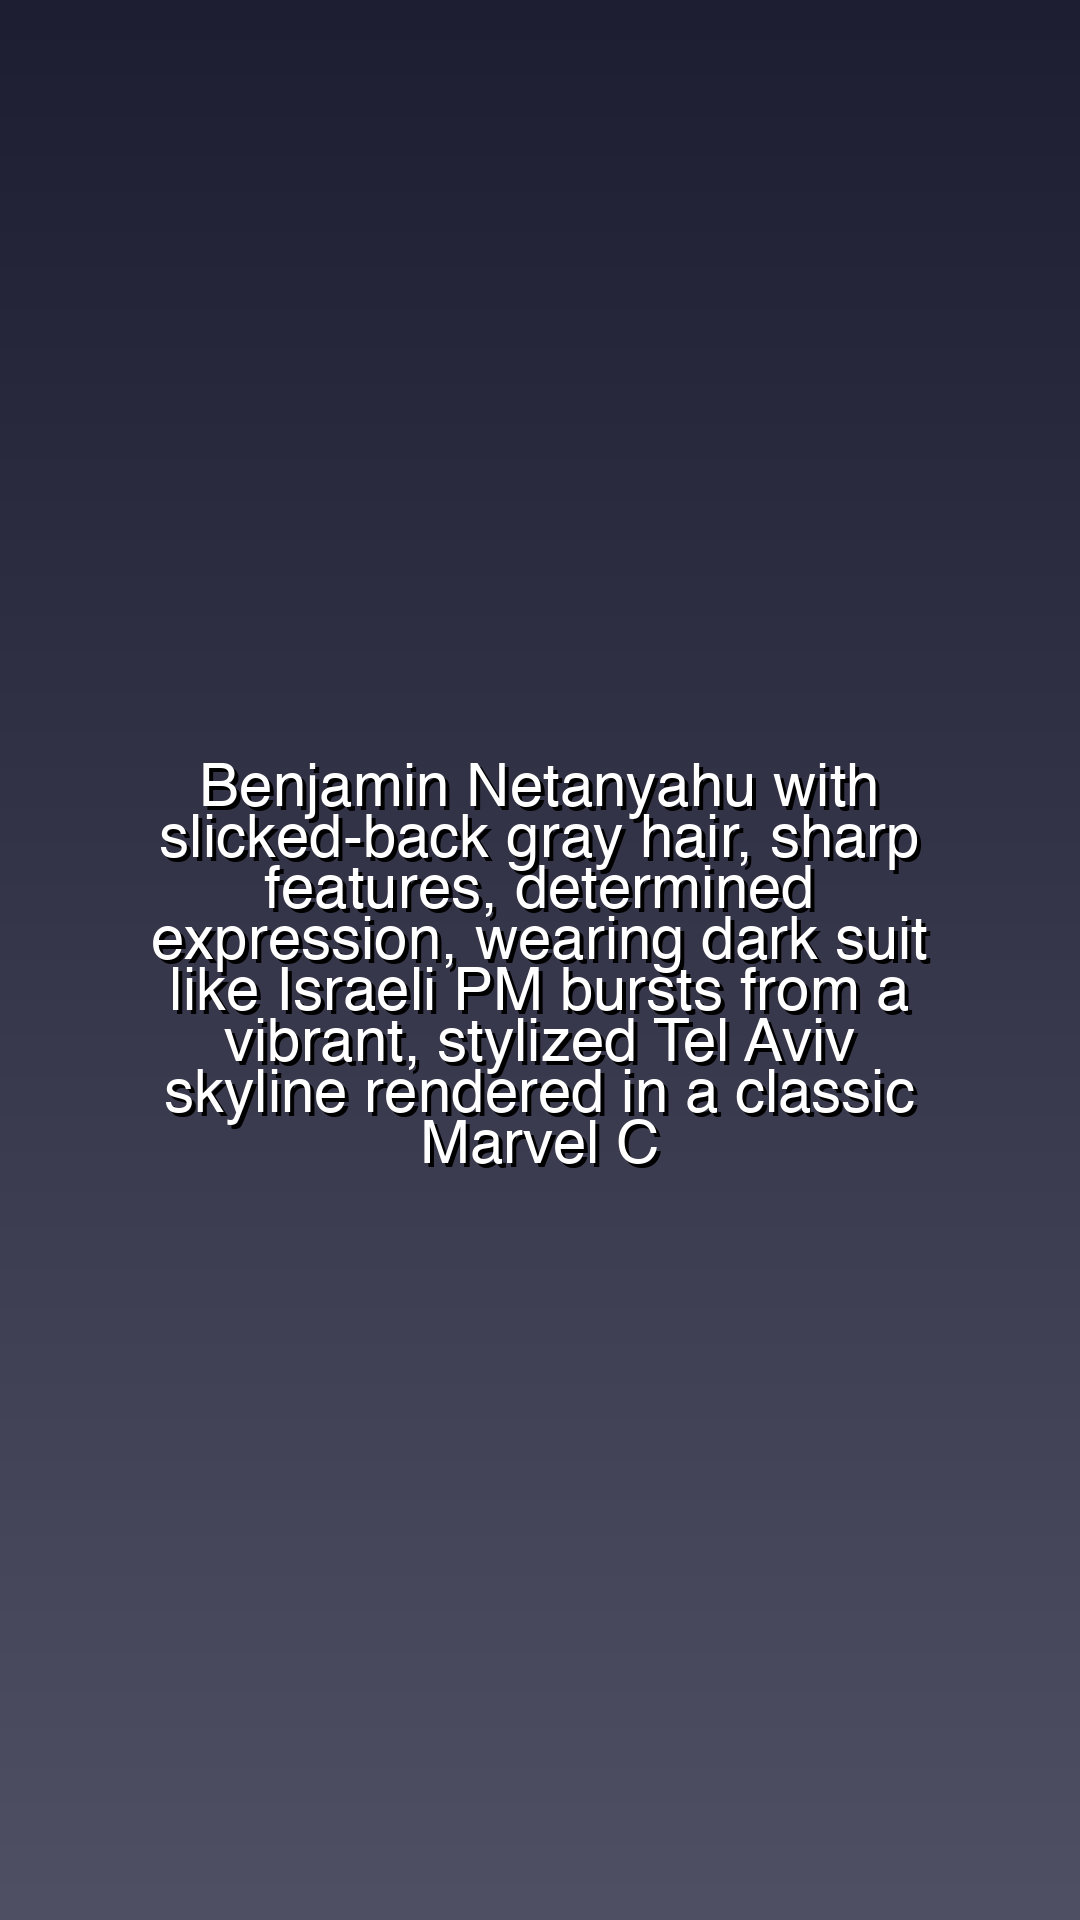 Benjamin Netanyahu with
slicked-back gray hair, sharp
features, determined
expression, wearing dark suit
like Israeli PM bursts from a
vibrant, stylized Tel Aviv
skyline rendered in a classic
Marvel C